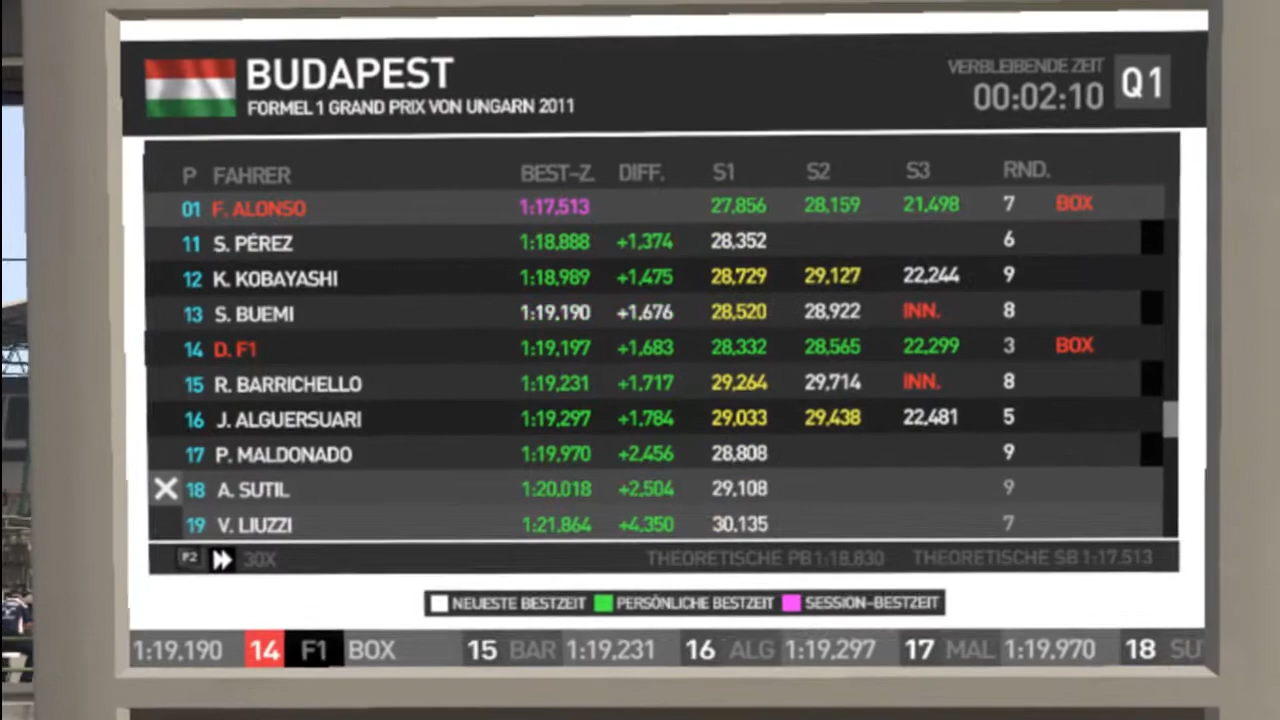 BUDAPEST
FORMEL 1 GRAND PRIX VON UNGARN 2011
VERBLEIBENDE ZEIT
00:02:10
Q1
P FAHRER BEST-Z. DIFF. S1 S2 S3 RND.
01 F. ALONSO 1:17,513 27,856 28,159 21,498 7 BOX
11 S. PÉREZ 1:18,888 +1,374 28,352 6
12 K. KOBAYASHI 1:18,989 +1,475 28,729 29,127 22,244 9
13 S. BUEMI 1:19,190 +1,676 28,520 28,922 INN. 8
14 D. F1 1:19,197 +1,683 28,332 28,565 22,299 3 BOX
15 R. BARRICHELLO 1:19,231 +1,717 29,264 29,714 INN. 8
16 J. ALGUERSUARI 1:19,297 +1,784 29,033 29,438 22,481 5
17 P. MALDONADO 1:19,970 +2,456 28,808 9
18 A. SUTIL 1:20,018 +2,504 29,108 9
19 V. LIUZZI 1:21,864 +4,350 30,135 7
F2 30X THEORETISCHE PB 1:18,830 THEORETISCHE SB 1:17,513
NEUESTE BESTZEIT PERSÖNLICHE BESTZEIT SESSION-BESTZEIT
1:19,190 14 F1 BOX 15 BAR 1:19,231 16 ALG 1:19,297 17 MAL 1:19,970 18 SU